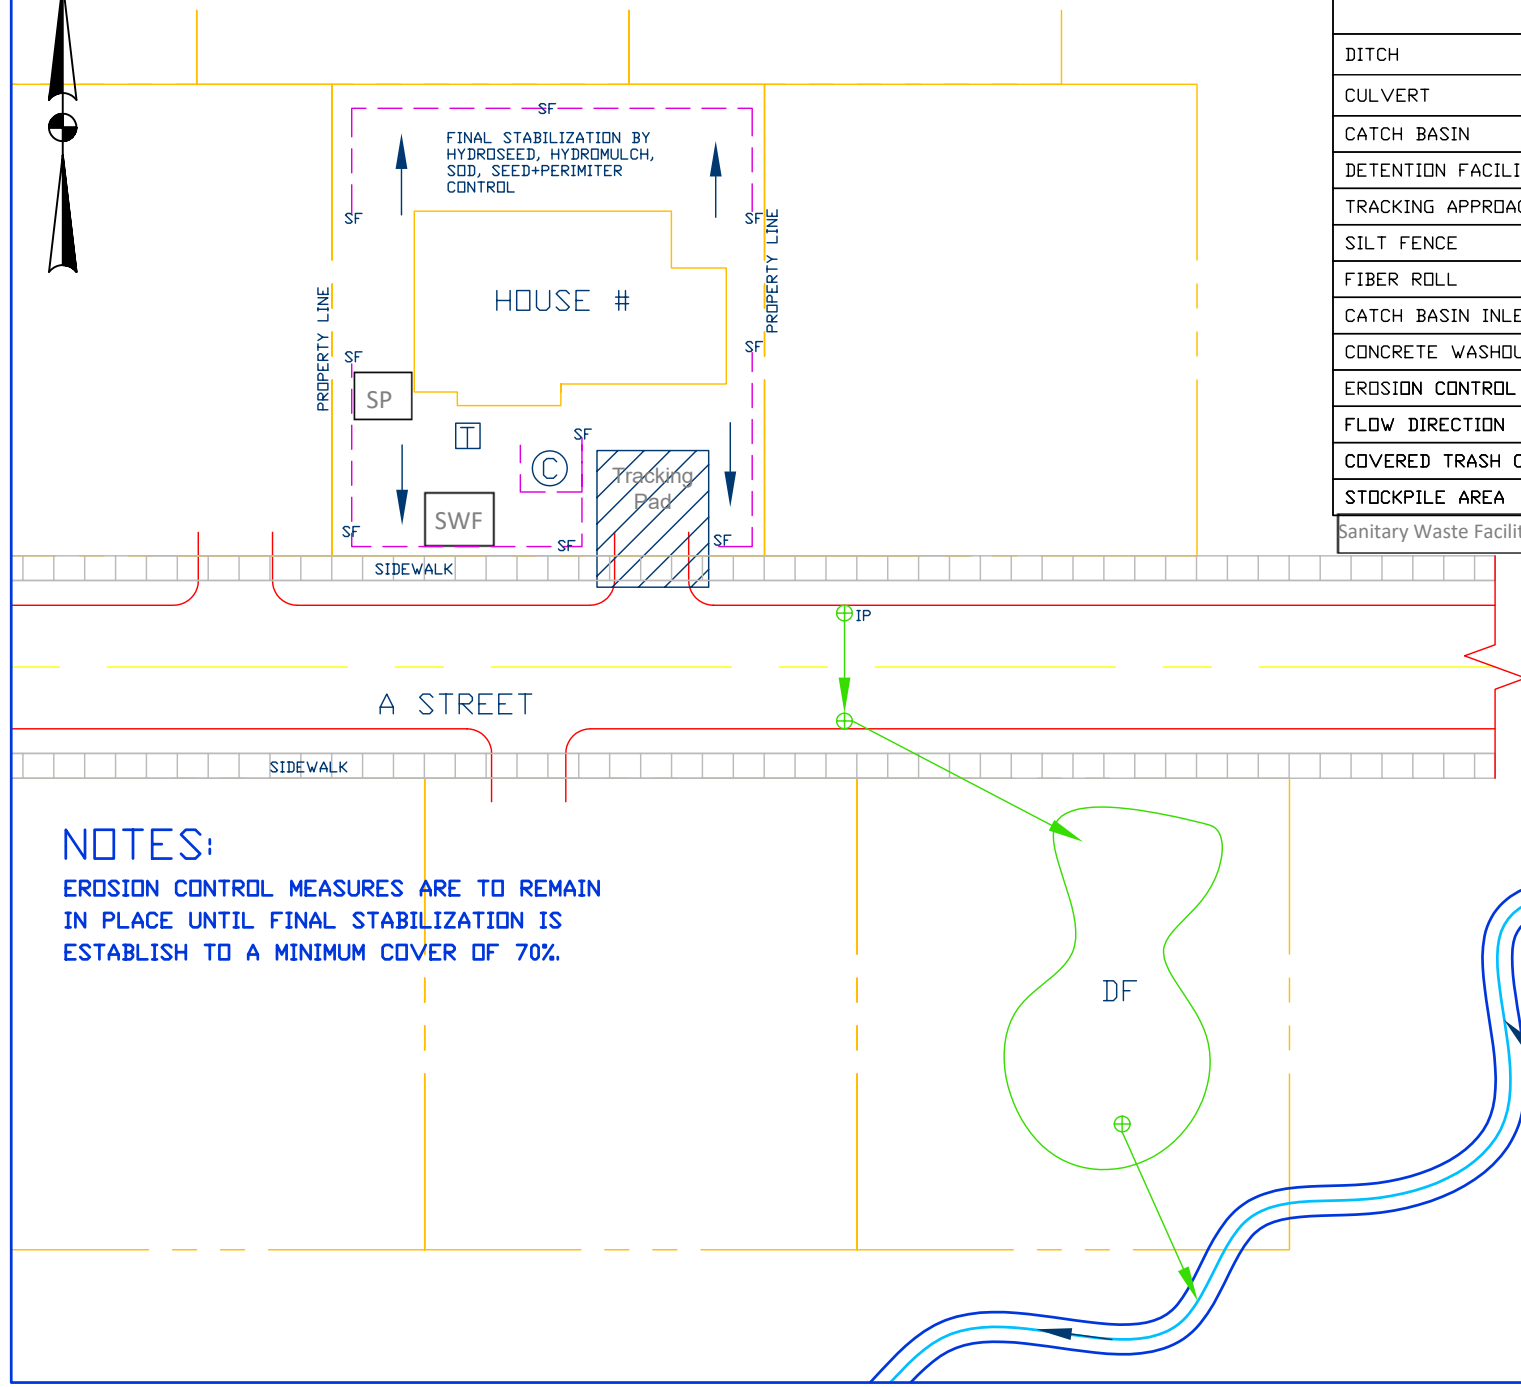 DITCH
CULVERT
CATCH BASIN
DETENTION FACILI
TRACKING APPROAC
SILT FENCE
FIBER ROLL
CATCH BASIN INLE
CONCRETE WASHOU
EROSION CONTROL
FLOW DIRECTION
COVERED TRASH C
STOCKPILE AREA
Sanitary Waste Facilit
SF
FINAL STABILIZATION BY
HYDROSEED, HYDROMULCH,
SOD, SEED+PERIMITER
CONTROL
SF
SF
PROPERTY LINE
HOUSE #
PROPERTY LINE
SF
SF
SP
T
SF
C
Tracking
Pad
SWF
SF
SF
SF
SIDEWALK
IP
A STREET
SIDEWALK
NOTES:
EROSION CONTROL MEASURES ARE TO REMAIN
IN PLACE UNTIL FINAL STABILIZATION IS
ESTABLISH TO A MINIMUM COVER OF 70%.
DF